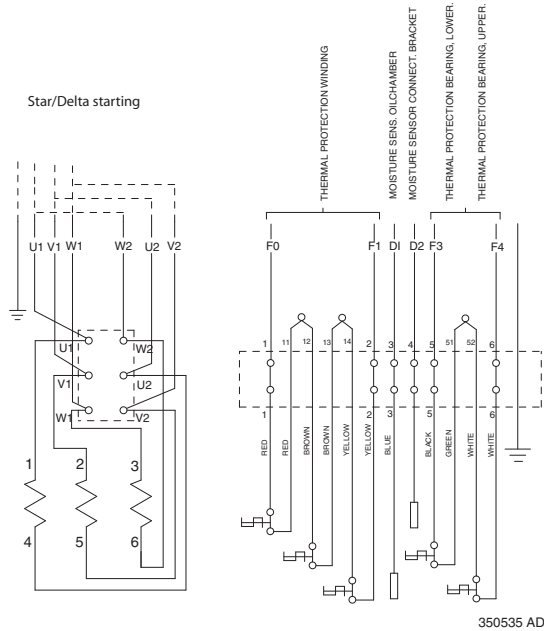 Star/Delta starting
THERMAL PROTECTION WINDING
MOISTURE SENS. OILCHAMBER
MOISTURE SENSOR CONNECT. BRACKET
THERMAL PROTECTION BEARING, LOWER.
THERMAL PROTECTION BEARING, UPPER.
U1 V1 W1 W2 U2 V2
F0 F1 DI D2 F3 F4
U1 W2
V1 U2
W1 V2
1 11 12 13 14 2 3 4 5 51 52 6
1 2 3 5 6
RED
RED
BROWN
BROWN
YELLOW
YELLOW
BLUE
BLACK
GREEN
WHITE
WHITE
1 2 3
4 5 6
350535 AD